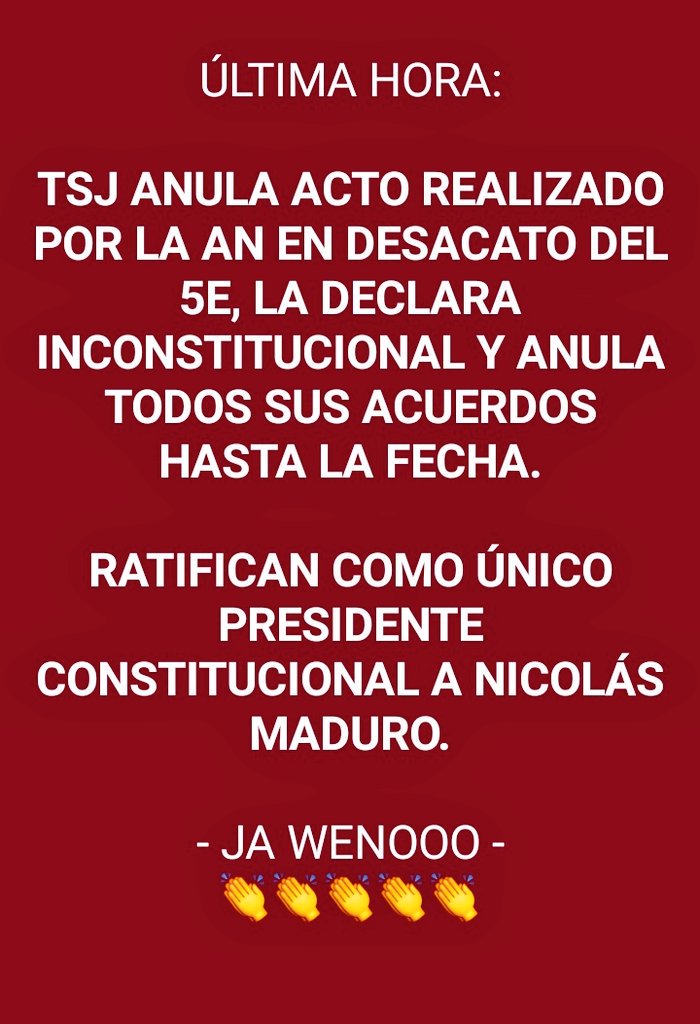 ÚLTIMA HORA:
TSJ ANULA ACTO REALIZADO
POR LA AN EN DESACATO DEL
5E, LA DECLARA
INCONSTITUCIONAL Y ANULA
TODOS SUS ACUERDOS
HASTA LA FECHA.
RATIFICAN COMO ÚNICO
PRESIDENTE
CONSTITUCIONAL A NICOLÁS
MADURO.
- JA WENOOO -
👏👏👏👏👏